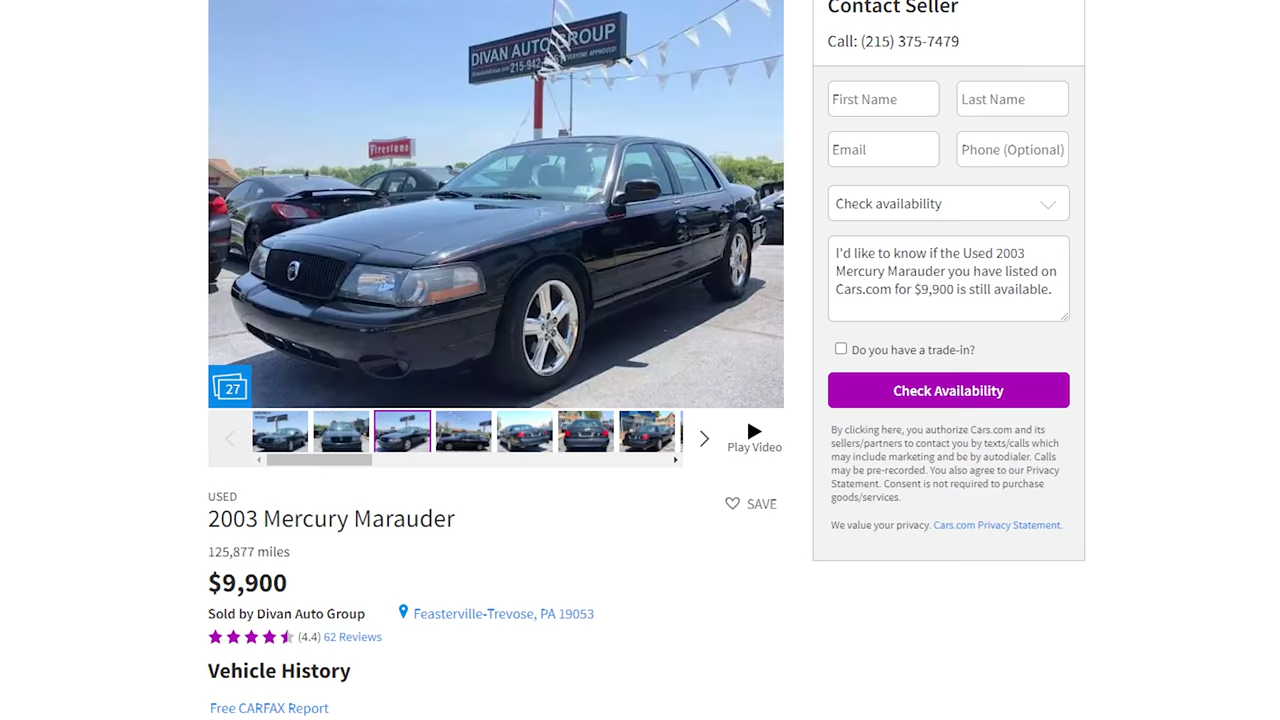 DIVAN AUTO GROUP
Firestone
27
Play Video
USED
SAVE
2003 Mercury Marauder
125,877 miles
$9,900
Sold by Divan Auto Group
Feasterville-Trevose, PA 19053
(4.4) 62 Reviews
Vehicle History
Free CARFAX Report
Contact Seller
Call: (215) 375-7479
First Name
Last Name
Email
Phone (Optional)
Check availability
I'd like to know if the Used 2003
Mercury Marauder you have listed on
Cars.com for $9,900 is still available.
Do you have a trade-in?
Check Availability
By clicking here, you authorize Cars.com and its
sellers/partners to contact you by texts/calls which
may include marketing and be by autodialer. Calls
may be pre-recorded. You also agree to our Privacy
Statement. Consent is not required to purchase
goods/services.
We value your privacy. Cars.com Privacy Statement.